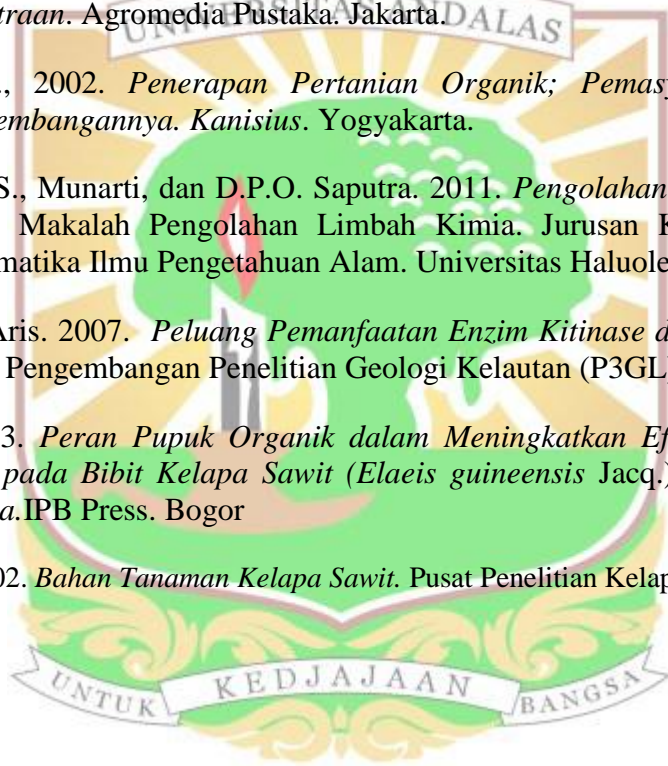 traan. Agromedia Pustaka. Jakarta.
UNIVERSITAS ANDALAS
., 2002. Penerapan Pertanian Organik; Pemasy
embangannya. Kanisius. Yogyakarta.
S., Munarti, dan D.P.O. Saputra. 2011. Pengolahan
Makalah Pengolahan Limbah Kimia. Jurusan K
matika Ilmu Pengetahuan Alam. Universitas Haluole
Aris. 2007. Peluang Pemanfaatan Enzim Kitinase d
Pengembangan Penelitian Geologi Kelautan (P3GL
3. Peran Pupuk Organik dalam Meningkatkan Ef
pada Bibit Kelapa Sawit (Elaeis guineensis Jacq.)
a.IPB Press. Bogor
02. Bahan Tanaman Kelapa Sawit. Pusat Penelitian Kelap
UNTUK KEDJAJAAN BANGSA